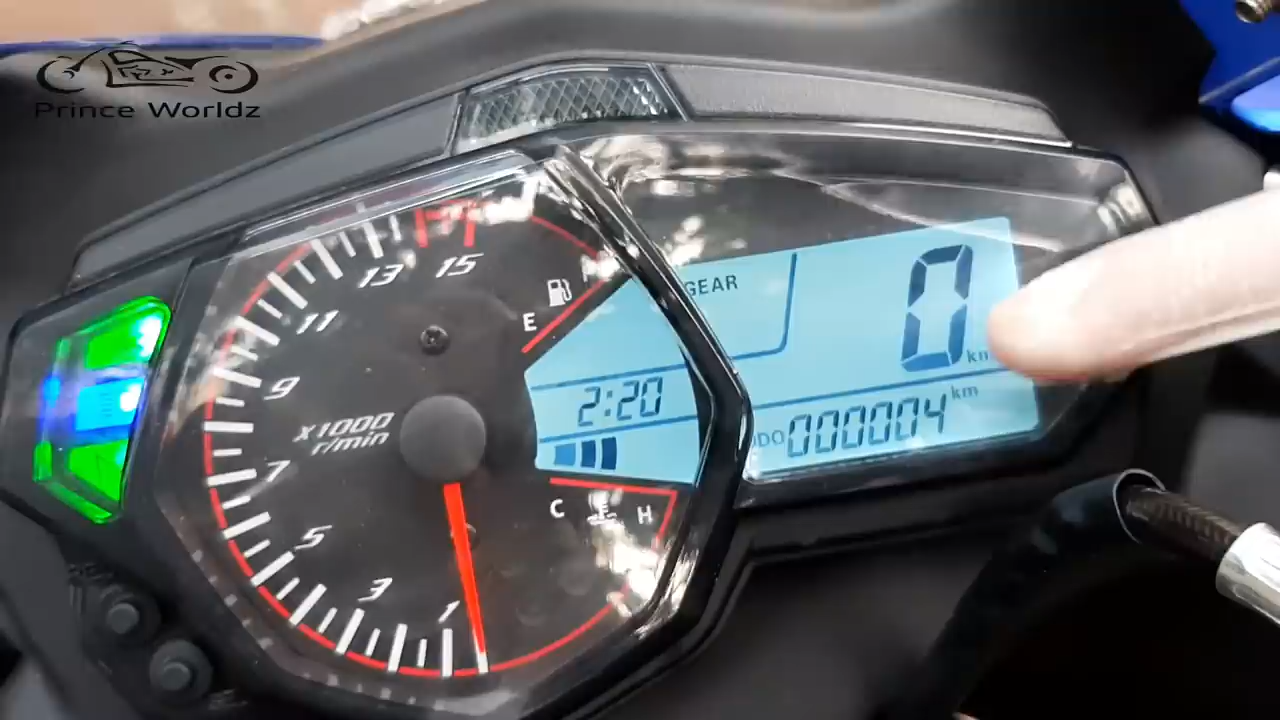 Prince Worldz
13
15
11
9
7
5
3
1
x1000
r/min
E
GEAR
0
2:20
000004
km
C
H